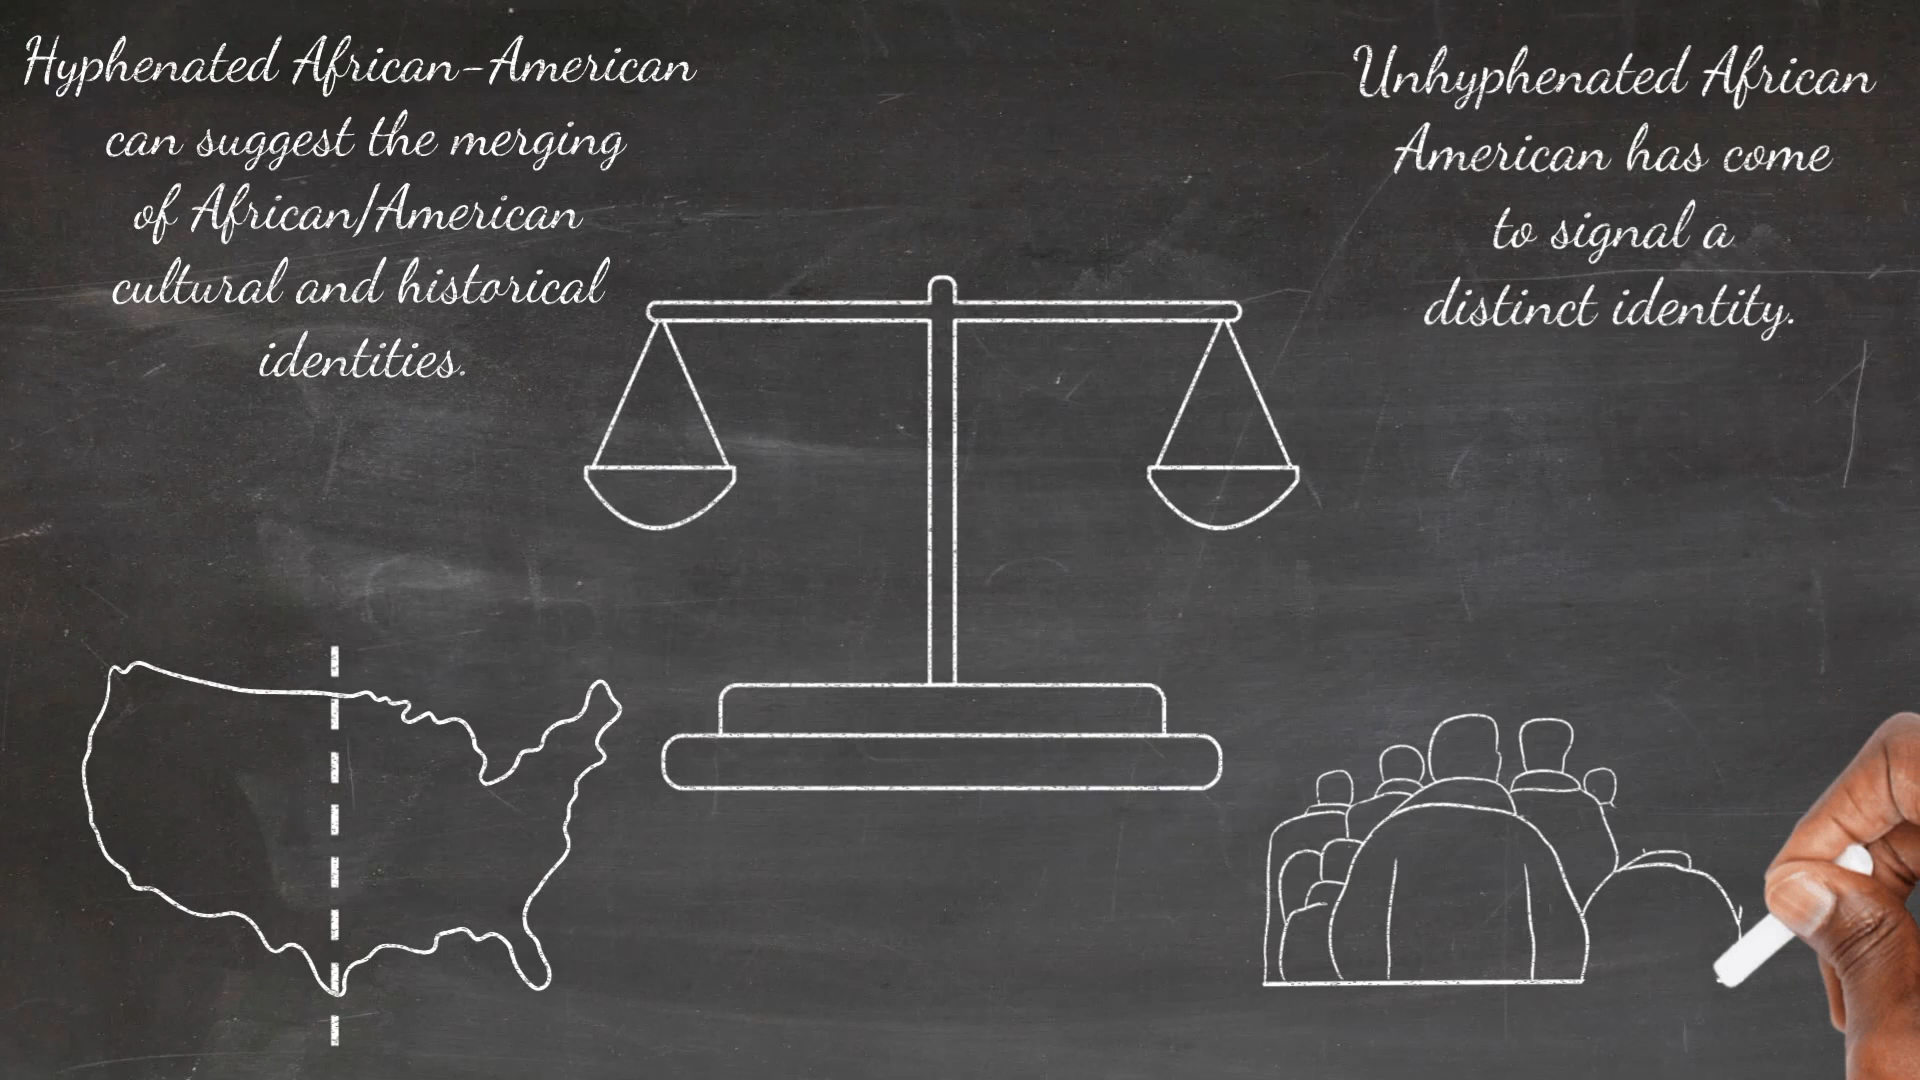 Hyphenated African-American
can suggest the merging
of African/American
cultural and historical
identities.
Unhyphenated African
American has come
to signal a
distinct identity.